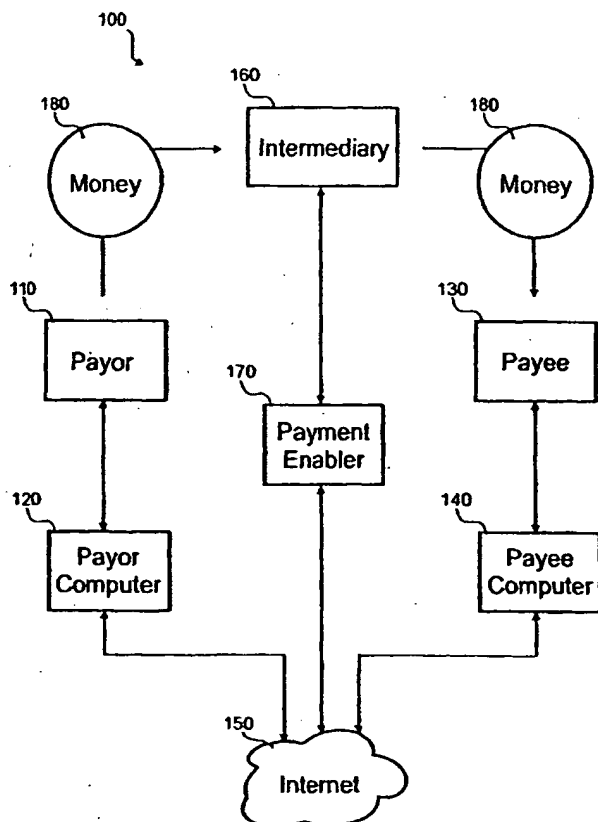 100
180
160
180
Intermediary
Money
Money
110
130
Payor
170
Payee
Payment
Enabler
120
140
Payor
Computer
Payee
Computer
150
Internet